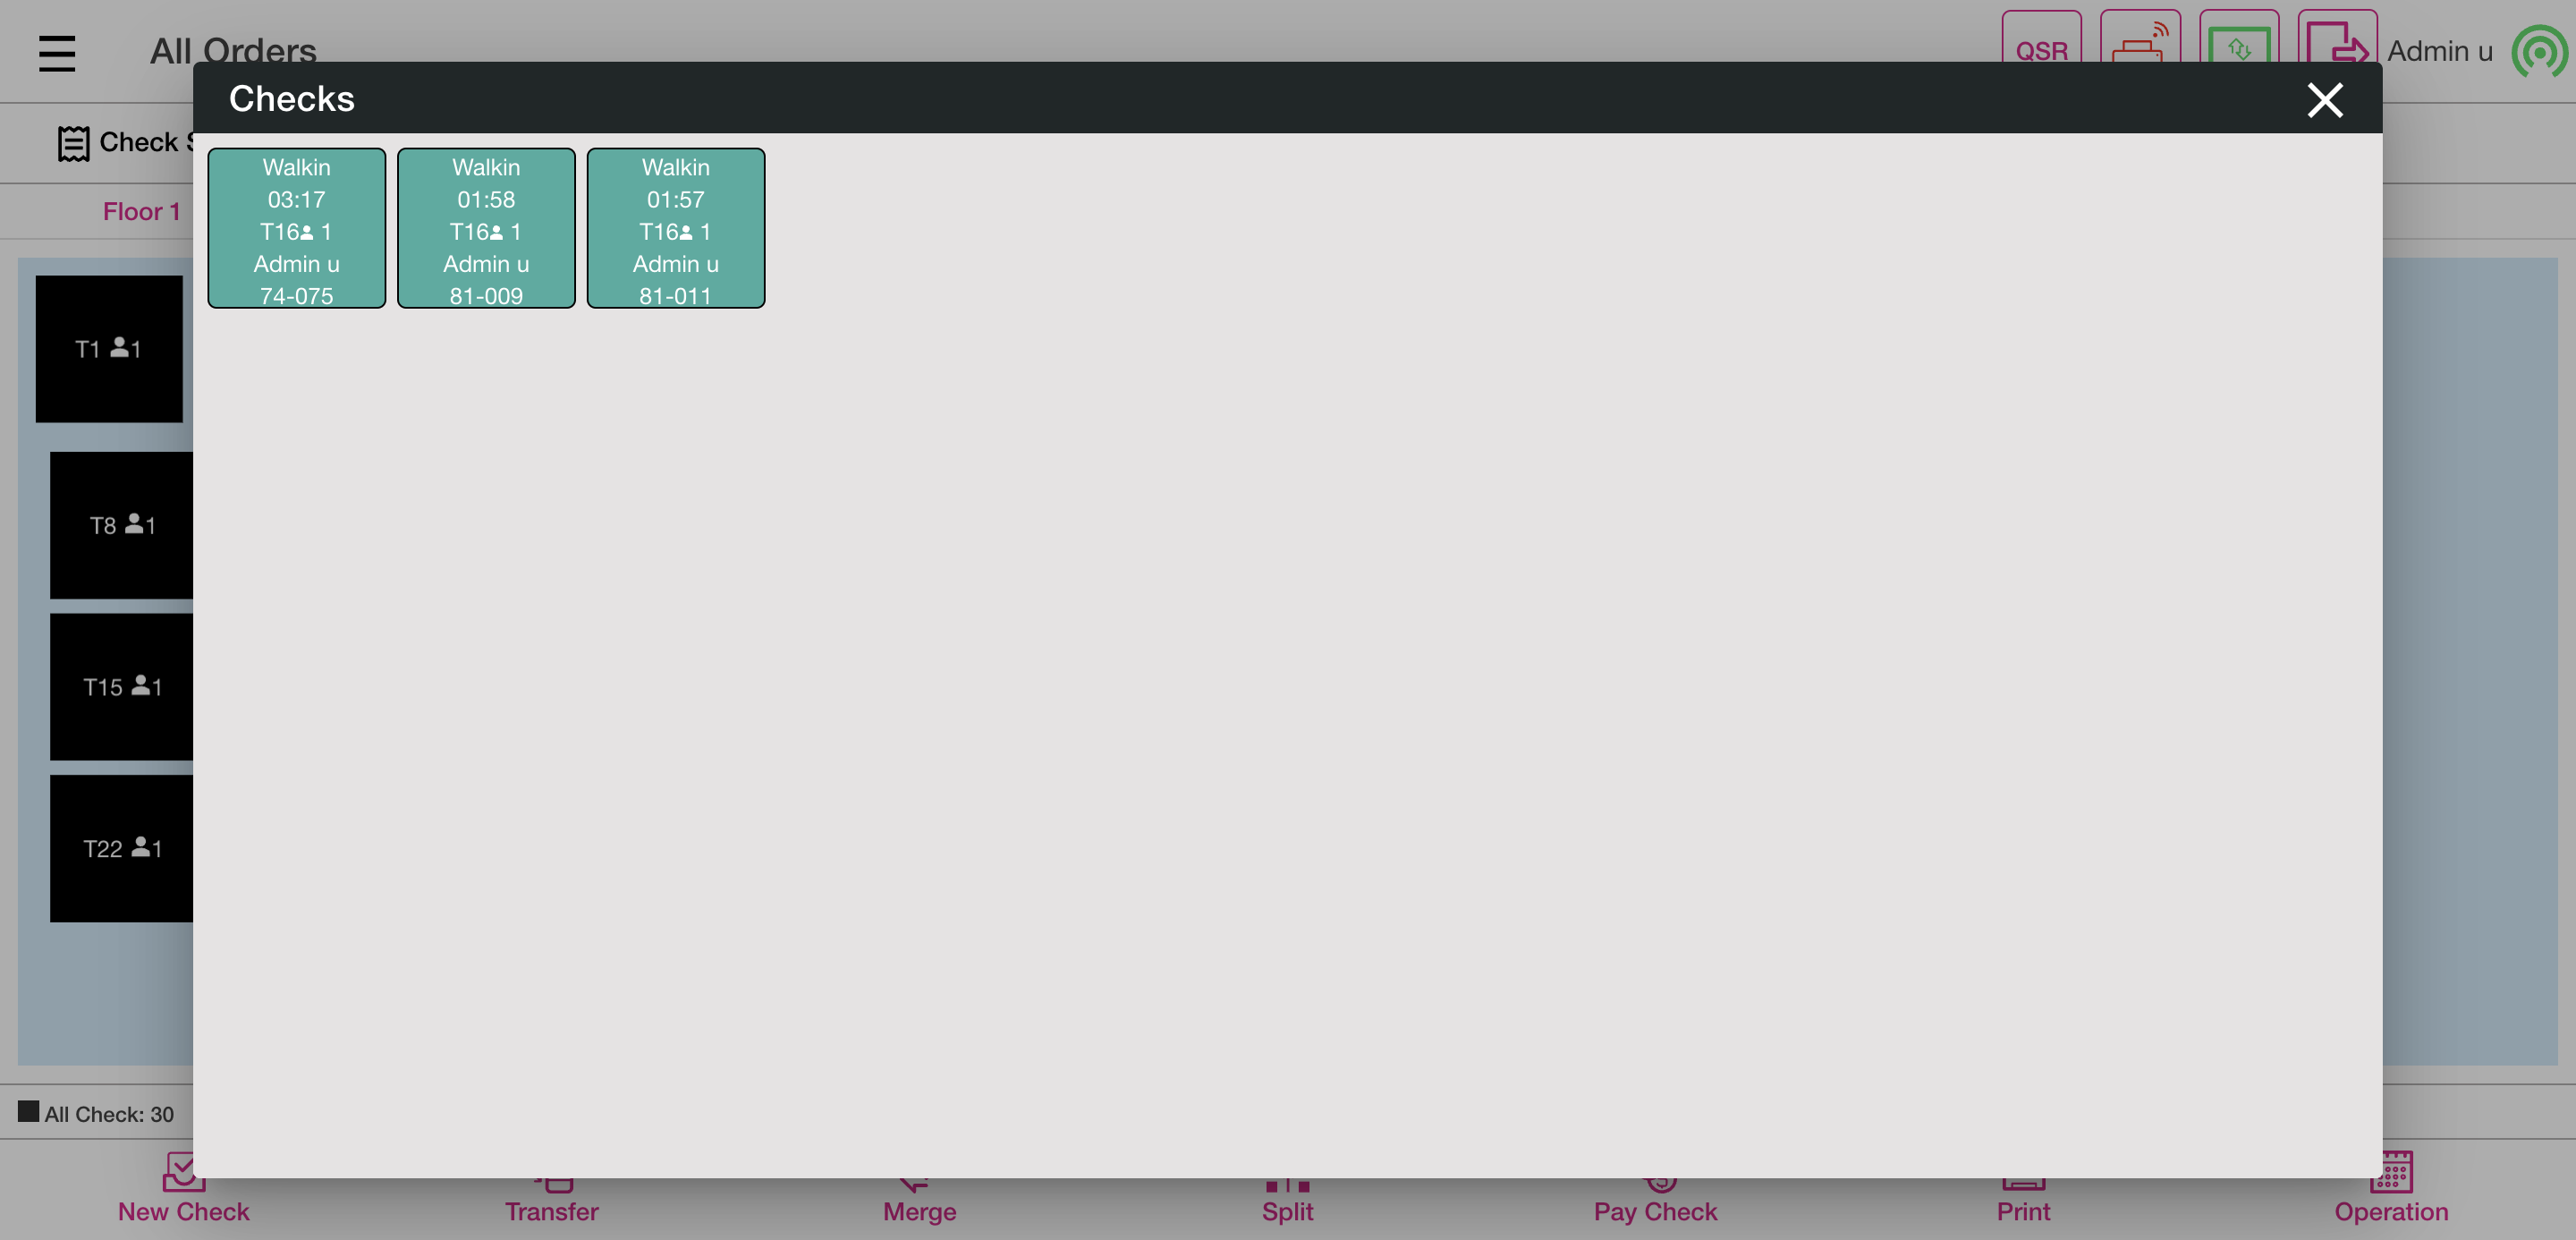 All Orders
QSR
Admin u
Checks
Check
Floor 1
Walkin
03:17
T16 1
Admin u
74-075
Walkin
01:58
T16 1
Admin u
81-009
Walkin
01:57
T16 1
Admin u
81-011
T1 1
T8 1
T15 1
T22 1
All Check: 30
New Check
Transfer
Merge
Split
Pay Check
Print
Operation